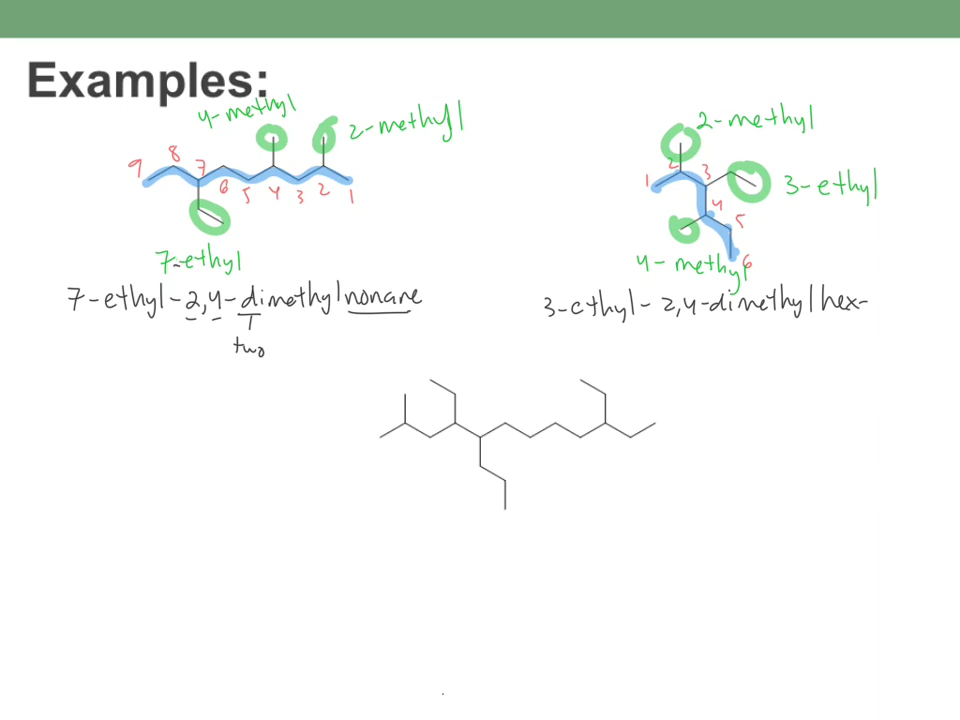 Examples:
4-methyl
2-methyl
9 8 7 6 5 4 3 2 1
7-ethyl
7-ethyl-2,4-dimethylnonane
two
2-methyl
1 2 3
3-ethyl
4 5
4-methyl 6
3-ethyl-2,4-dimethylhex-